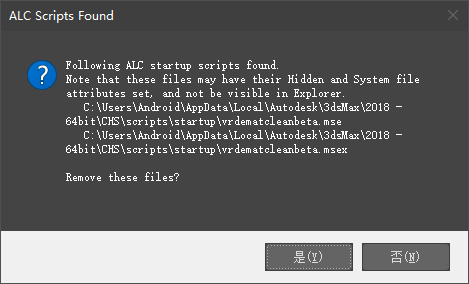 ALC Scripts Found
Following ALC startup scripts found.
Note that these files may have their Hidden and System file
attributes set, and not be visible in Explorer.
C:\Users\Android\AppData\Local\Autodesk\3dsMax\2018 -
64bit\CHS\scripts\startup\vrdematcleanbeta.mse
C:\Users\Android\AppData\Local\Autodesk\3dsMax\2018 -
64bit\CHS\scripts\startup\vrdematcleanbeta.msex
Remove these files?
是(Y)
否(N)